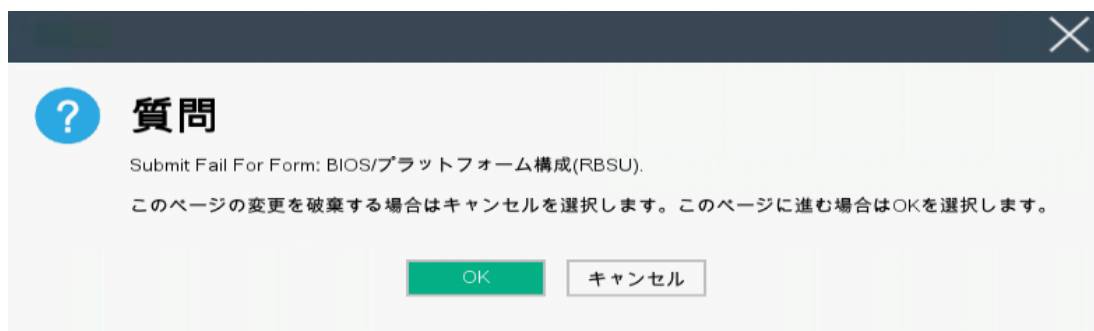 質問
Submit Fail For Form: BIOS/プラットフォーム構成(RBSU).
このページの変更を破棄する場合はキャンセルを選択します。このページに進む場合はOKを選択します。
OK
キャンセル